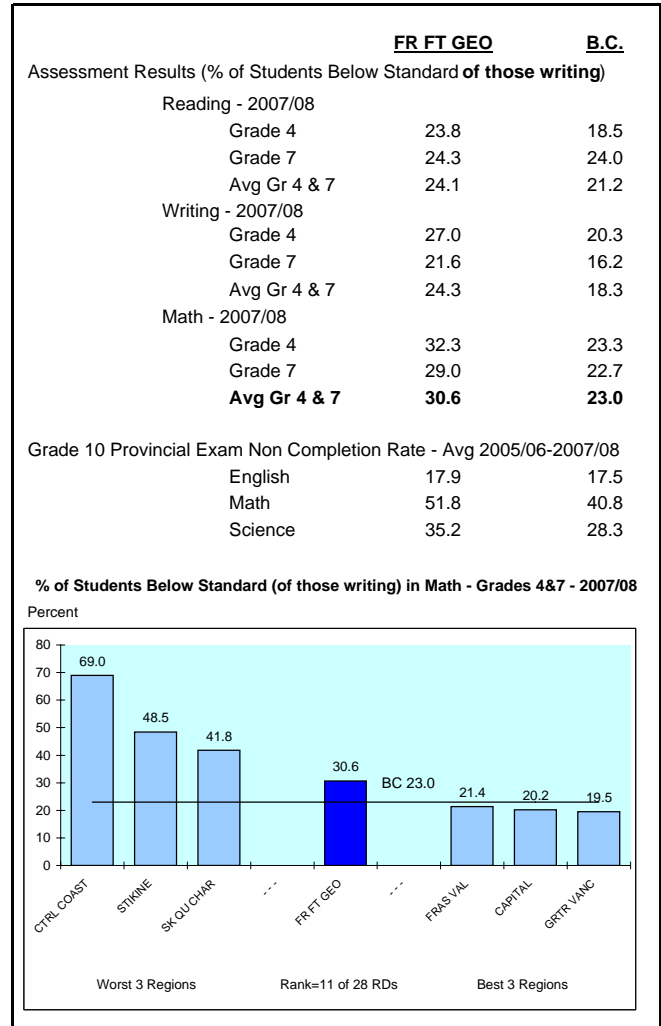 FR FT GEO B.C.
Assessment Results (% of Students Below Standard of those writing)
Reading - 2007/08
Grade 4 23.8 18.5
Grade 7 24.3 24.0
Avg Gr 4 & 7 24.1 21.2
Writing - 2007/08
Grade 4 27.0 20.3
Grade 7 21.6 16.2
Avg Gr 4 & 7 24.3 18.3
Math - 2007/08
Grade 4 32.3 23.3
Grade 7 29.0 22.7
Avg Gr 4 & 7 30.6 23.0
Grade 10 Provincial Exam Non Completion Rate - Avg 2005/06-2007/08
English 17.9 17.5
Math 51.8 40.8
Science 35.2 28.3
% of Students Below Standard (of those writing) in Math - Grades 4&7 - 2007/08
Percent
80
70
60
50
40
30
20
10
0
69.0
48.5
41.8
30.6
BC 23.0
21.4
20.2
19.5
CTRL COAST
STIKINE
SK QU CHAR
- - -
FR FT GEO
- - -
FRAS VAL
CAPITAL
GRTR VANC
Worst 3 Regions Rank=11 of 28 RDs Best 3 Regions